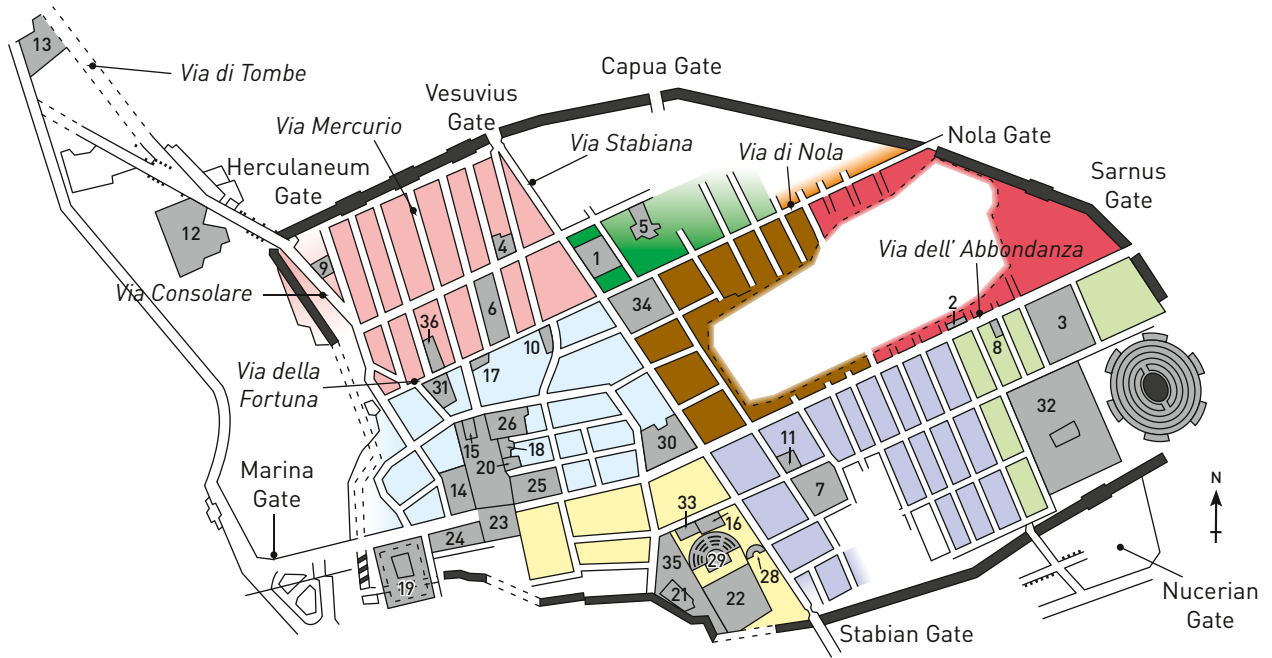 13
Via di Tombe
Capua Gate
Vesuvius
Gate
Via Mercurio
Via Stabiana
Nola Gate
Via di Nola
Herculaneum
Gate
Sarnus
Gate
12
5
4
1
9
Via dell' Abbondanza
Via Consolare
34
6
2
3
36
8
10
17
31
Via della
Fortuna
32
26
15
18
30
11
20
Marina
Gate
14
25
7
33
16
23
24
35
29
28
19
21
22
N
Nucerian
Gate
Stabian Gate